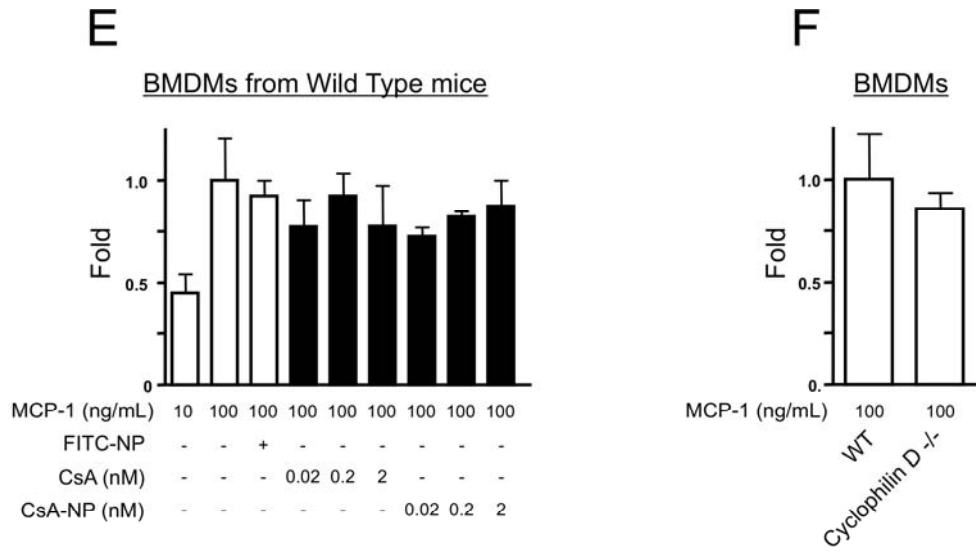 E
BMDMs from Wild Type mice
Fold
1.0
0.5
0
MCP-1 (ng/mL) 10 100 100 100 100 100 100 100 100
FITC-NP - - + - - - - - -
CsA (nM) - - - 0.02 0.2 2 - - -
CsA-NP (nM) - - - - - - 0.02 0.2 2
F
BMDMs
Fold
1.0
0.5
0.
MCP-1 (ng/mL) 100 100
WT
Cyclophilin D -/-